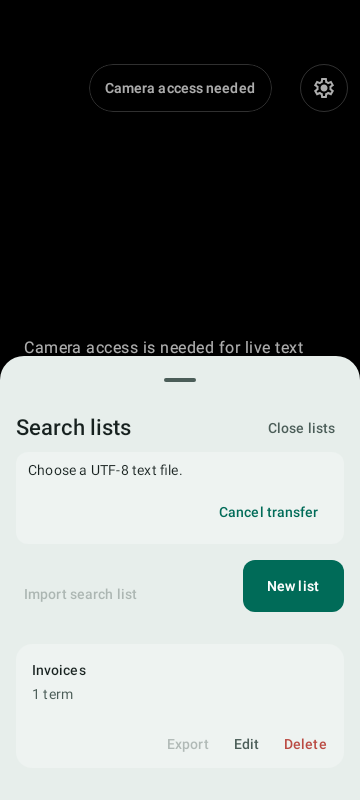 Camera access needed
Camera access is needed for live text
Search lists
Close lists
Choose a UTF-8 text file.
Cancel transfer
Import search list
New list
Invoices
1 term
Export
Edit
Delete